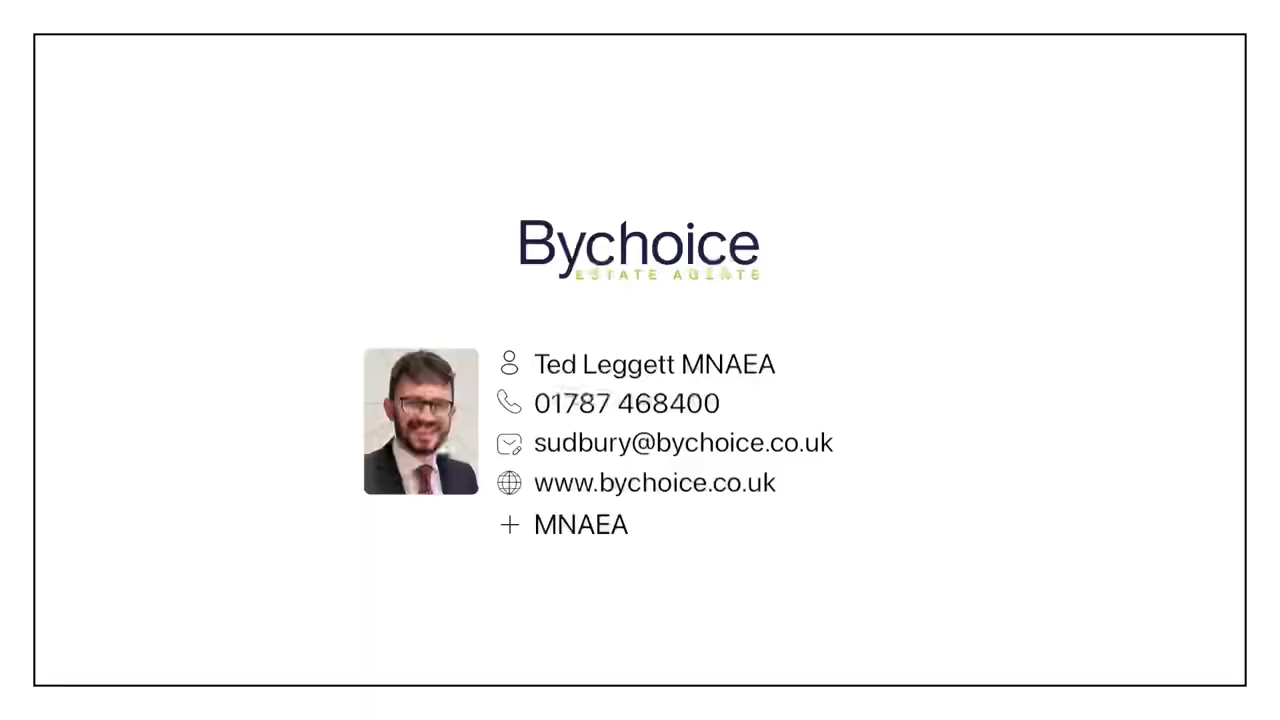 Bychoice
ESTATE AGENTS
Ted Leggett MNAEA
01787 468400
sudbury@bychoice.co.uk
www.bychoice.co.uk
MNAEA